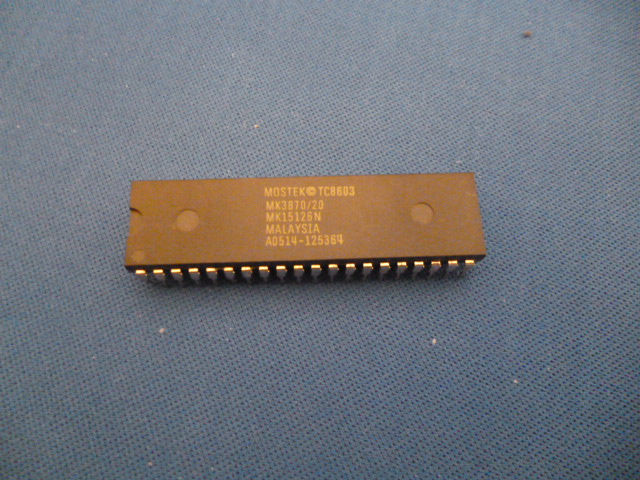 MOSTEK © TC8603
MK3870/20
MK15126N
MALAYSIA
A0514-125364